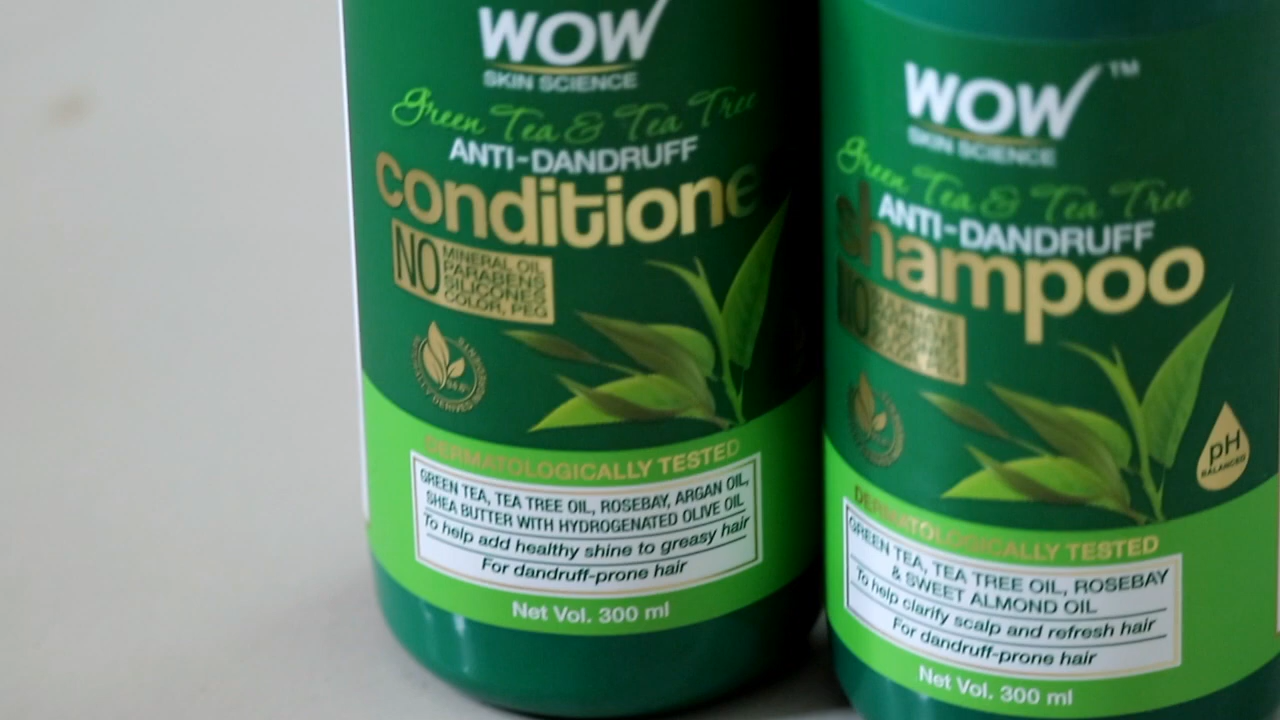 WOW
SKIN SCIENCE
Green Tea & Tea Tree
ANTI-DANDRUFF
conditione
NO
MINERAL OIL
PARABENS
SILICONES
COLOR, PEG
DERMATOLOGICALLY TESTED
GREEN TEA, TEA TREE OIL, ROSEBAY, ARGAN OIL,
SHEA BUTTER WITH HYDROGENATED OLIVE OIL
To help add healthy shine to greasy hair
For dandruff-prone hair
Net Vol. 300 ml
WOW™
SKIN SCIENCE
Green Tea & Tea Tree
ANTI-DANDRUFF
shampoo
NO
pH
BALANCED
DERMATOLOGICALLY TESTED
GREEN TEA, TEA TREE OIL, ROSEBAY
& SWEET ALMOND OIL
To help clarify scalp and refresh hair
For dandruff-prone hair
Net Vol. 300 ml